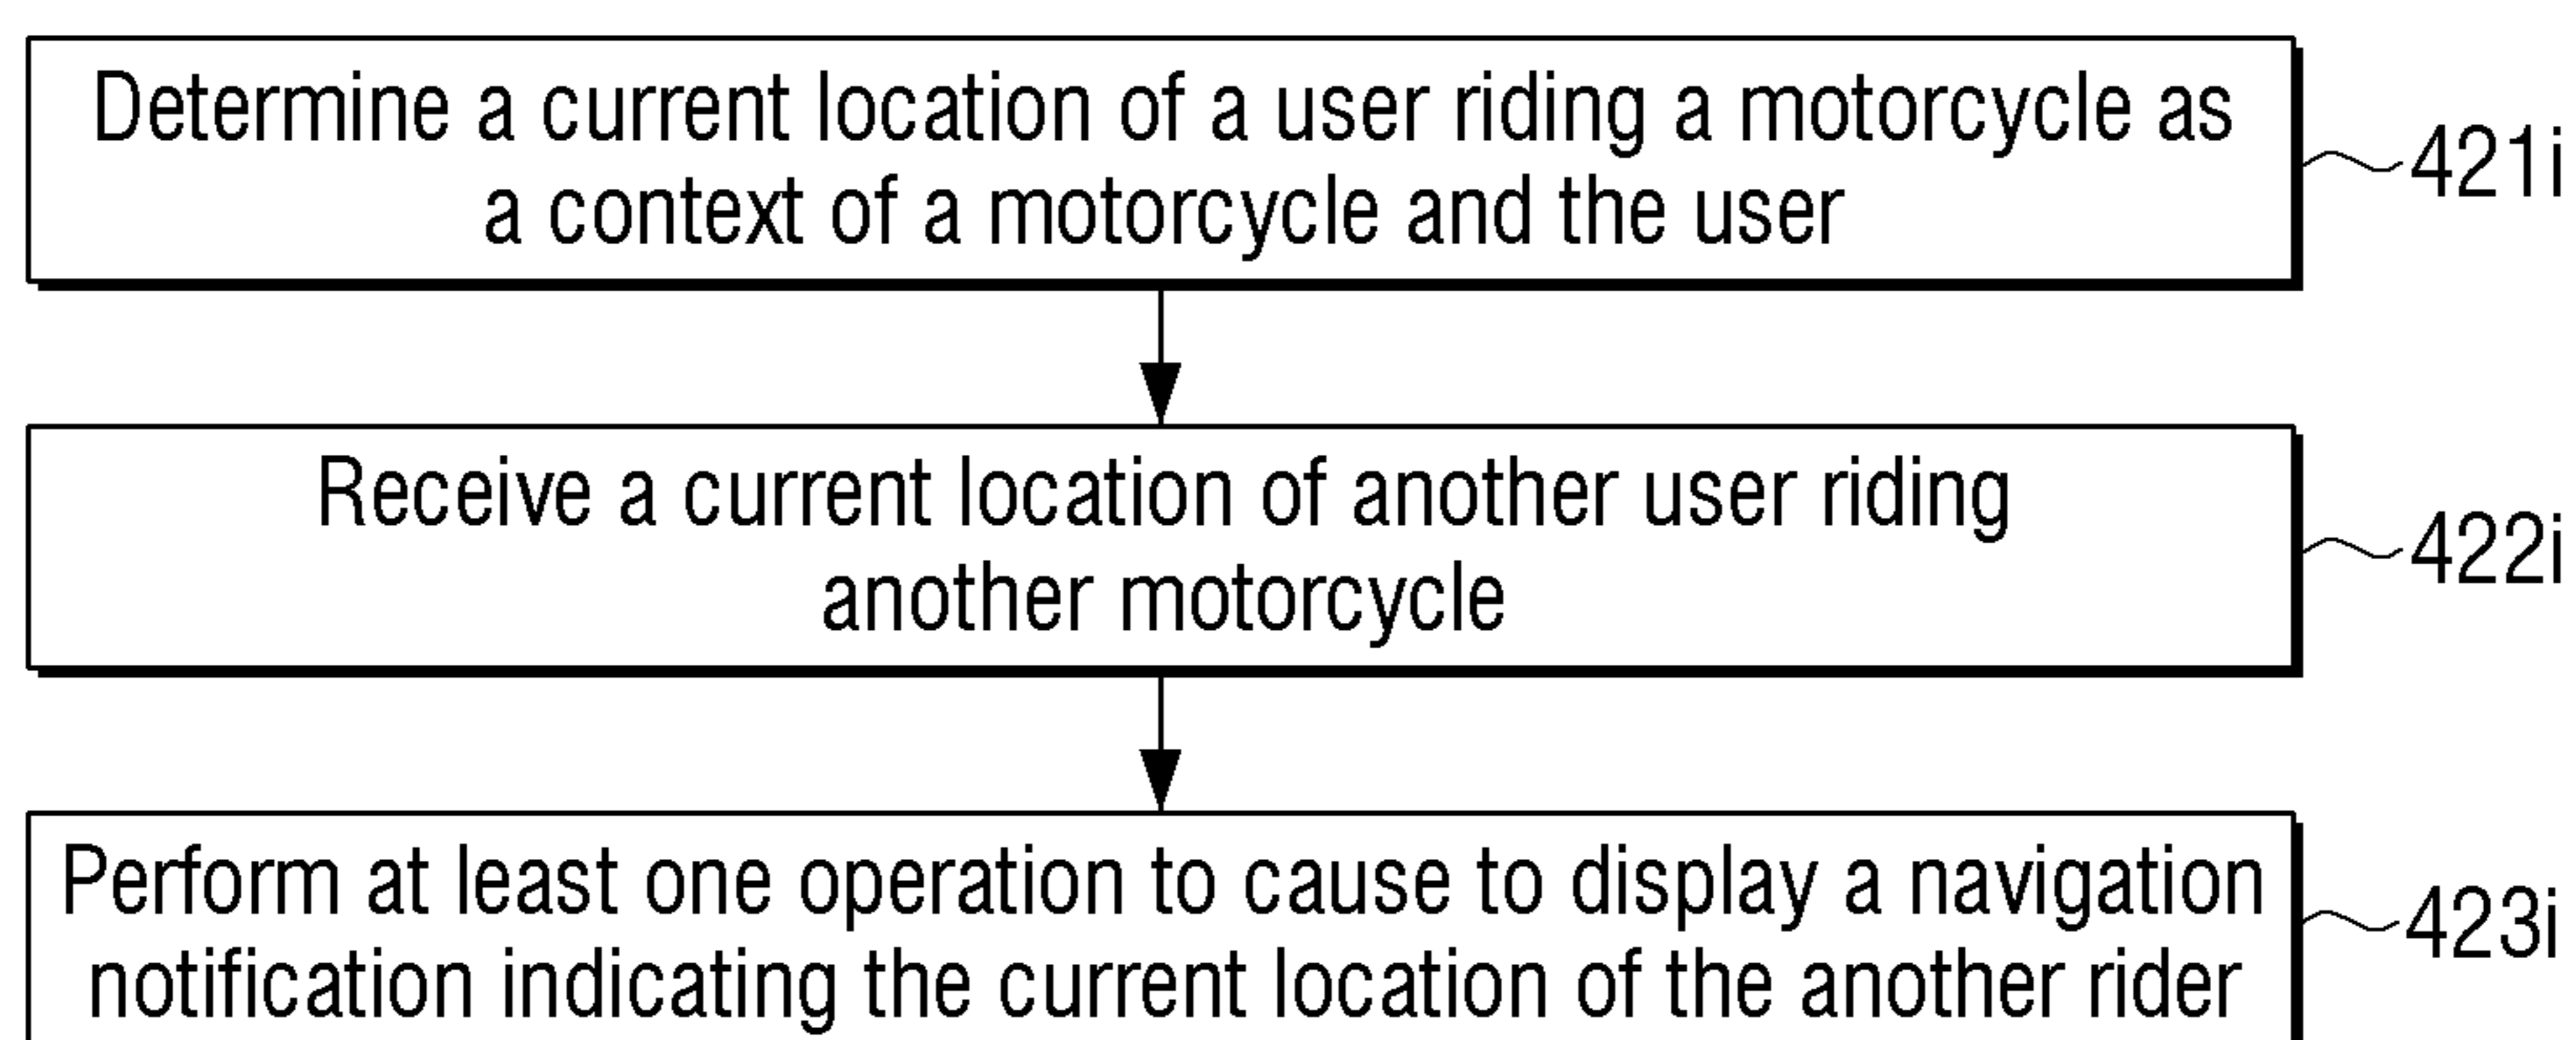 Determine a current location of a user riding a motorcycle as
a context of a motorcycle and the user
421i
Receive a current location of another user riding
another motorcycle
422i
Perform at least one operation to cause to display a navigation
notification indicating the current location of the another rider
423i